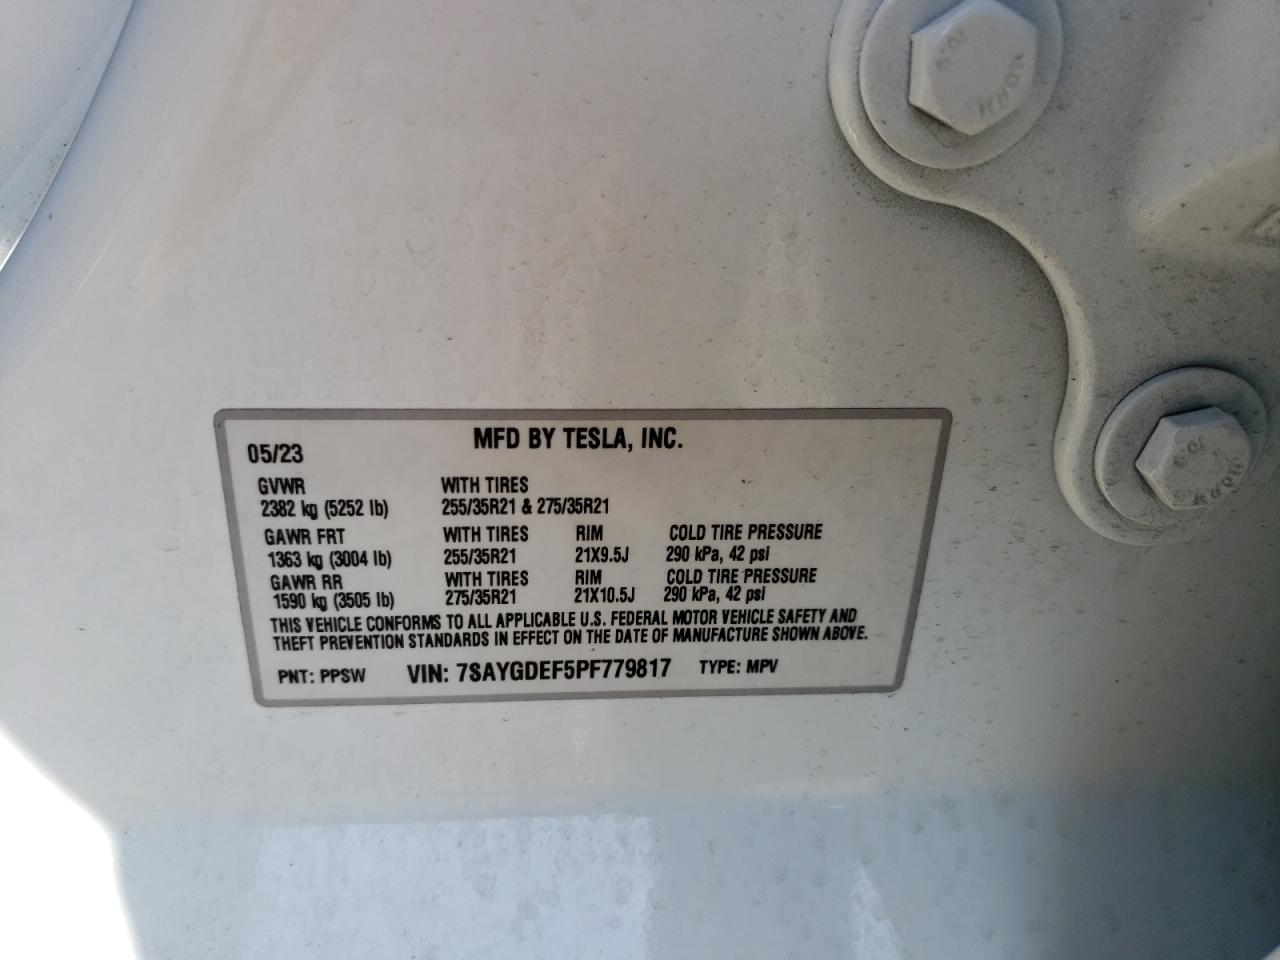 10.9
05/23 MFD BY TESLA, INC.
GVWR WITH TIRES
2382 kg (5252 lb) 255/35R21 & 275/35R21
GAWR FRT WITH TIRES RIM COLD TIRE PRESSURE
1363 kg (3004 lb) 255/35R21 21X9.5J 290 kPa, 42 psi
GAWR RR WITH TIRES RIM COLD TIRE PRESSURE
1590 kg (3505 lb) 275/35R21 21X10.5J 290 kPa, 42 psi
THIS VEHICLE CONFORMS TO ALL APPLICABLE U.S. FEDERAL MOTOR VEHICLE SAFETY AND
THEFT PREVENTION STANDARDS IN EFFECT ON THE DATE OF MANUFACTURE SHOWN ABOVE.
PNT: PPSW VIN: 7SAYGDEF5PF779817 TYPE: MPV
10.9